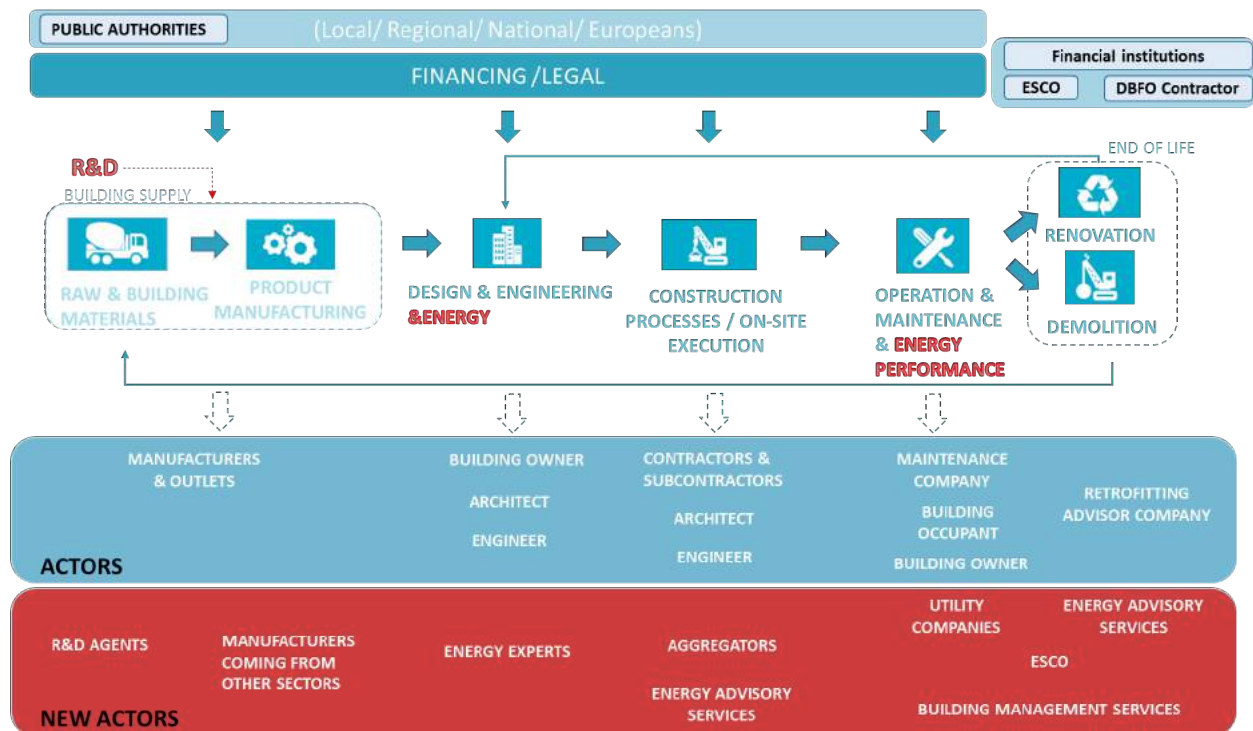 PUBLIC AUTHORITIES
(Local/ Regional/ National/ Europeans)
FINANCING /LEGAL
Financial institutions
ESCO
DBFO Contractor
END OF LIFE
R&D
BUILDING SUPPLY
RAW & BUILDING
MATERIALS
PRODUCT
MANUFACTURING
DESIGN & ENGINEERING
&ENERGY
CONSTRUCTION
PROCESSES / ON-SITE
EXECUTION
OPERATION &
MAINTENANCE
& ENERGY
PERFORMANCE
RENOVATION
DEMOLITION
MANUFACTURERS
& OUTLETS
BUILDING OWNER
ARCHITECT
ENGINEER
CONTRACTORS &
SUBCONTRACTORS
ARCHITECT
ENGINEER
MAINTENANCE
COMPANY
BUILDING
OCCUPANT
BUILDING OWNER
RETROFITTING
ADVISOR COMPANY
ACTORS
R&D AGENTS
MANUFACTURERS
COMING FROM
OTHER SECTORS
ENERGY EXPERTS
AGGREGATORS
ENERGY ADVISORY
SERVICES
UTILITY
COMPANIES
ENERGY ADVISORY
SERVICES
ESCO
BUILDING MANAGEMENT SERVICES
NEW ACTORS